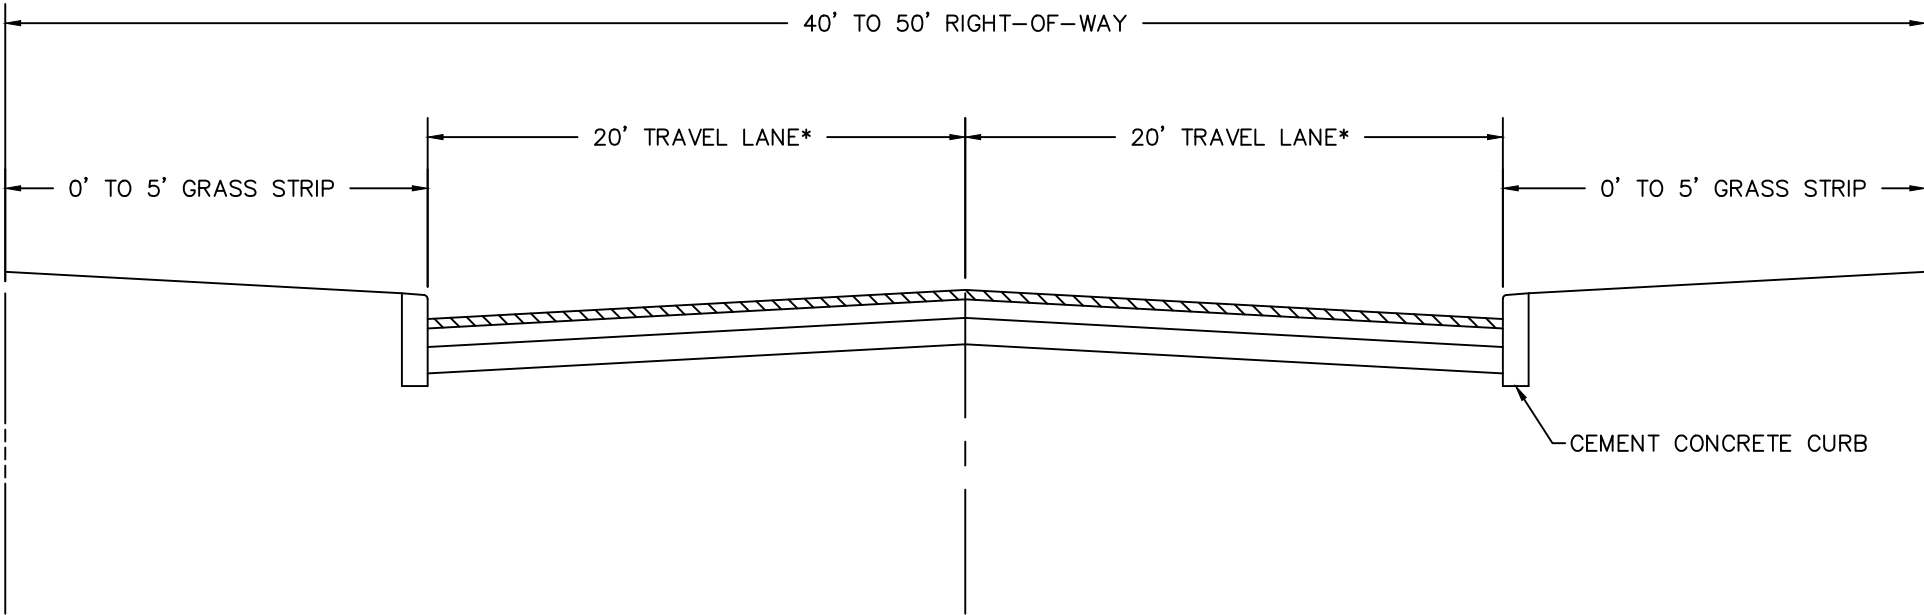 40' TO 50' RIGHT-OF-WAY
20' TRAVEL LANE*
20' TRAVEL LANE*
0' TO 5' GRASS STRIP
0' TO 5' GRASS STRIP
CEMENT CONCRETE CURB